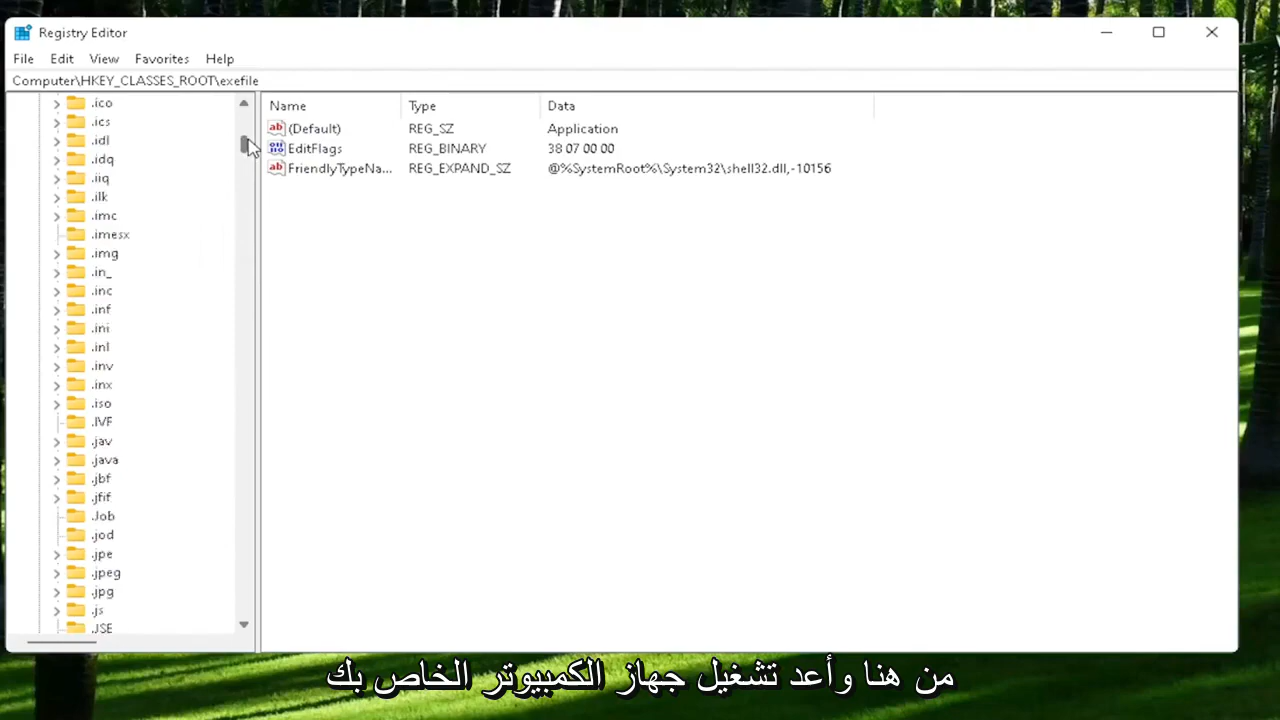 Registry Editor
File Edit View Favorites Help
Computer\HKEY_CLASSES_ROOT\exefile
.ico
.ics
.idl
.idq
.iiq
.ilk
.imc
.imesx
.img
.in_
.inc
.inf
.ini
.inl
.inv
.inx
.iso
.IVF
.jav
.java
.jbf
.jfif
.Job
.jod
.jpe
.jpeg
.jpg
.js
.JSE
Name Type Data
(Default) REG_SZ Application
EditFlags REG_BINARY 38 07 00 00
FriendlyTypeNa... REG_EXPAND_SZ @%SystemRoot%\System32\shell32.dll,-10156
من هنا وأعد تشغيل جهاز الكمبيوتر الخاص بك